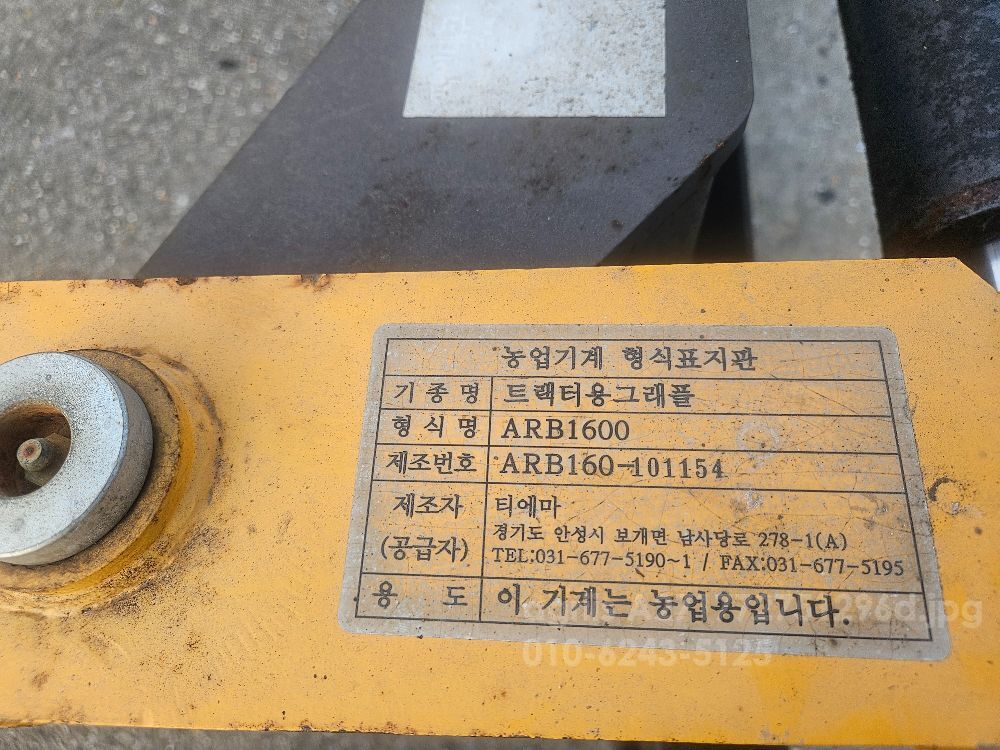 농업기계 형식표지판
기종명 트랙터용그래플
형식명 ARB1600
제조번호 ARB160-101154
제조자 티에마
(공급자) 경기도 안성시 보개면 남사당로 278-1(A)
TEL:031-677-5190~1 / FAX:031-677-5195
용도 이 기계는 농업용입니다.
010-6243-5125